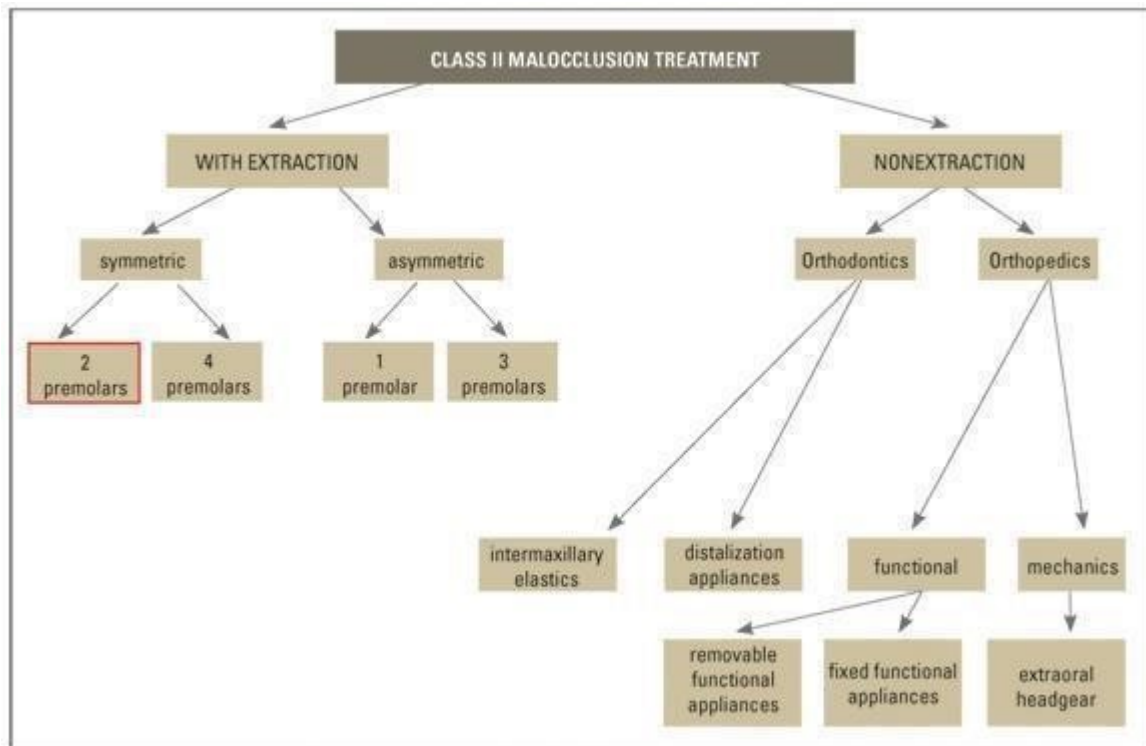 CLASS II MALOCCLUSION TREATMENT
WITH EXTRACTION
NONEXTRACTION
symmetric
asymmetric
Orthodontics
Orthopedics
2
premolars
4
premolars
1
premolar
3
premolars
intermaxillary
elastics
distalization
appliances
functional
mechanics
removable
functional
appliances
fixed functional
appliances
extraoral
headgear